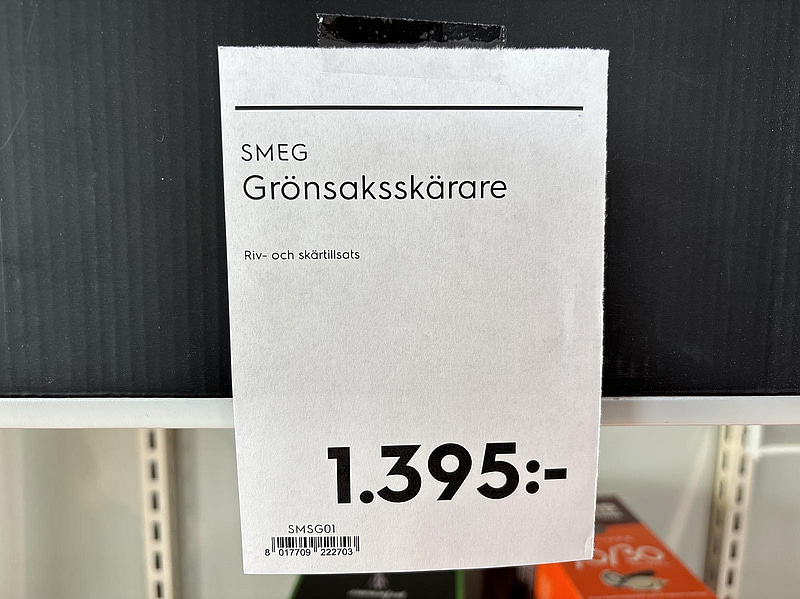 SMEG
Grönsaksskärare
Riv- och skärtillsats
1.395:-
SMSG01
8 017709 222703